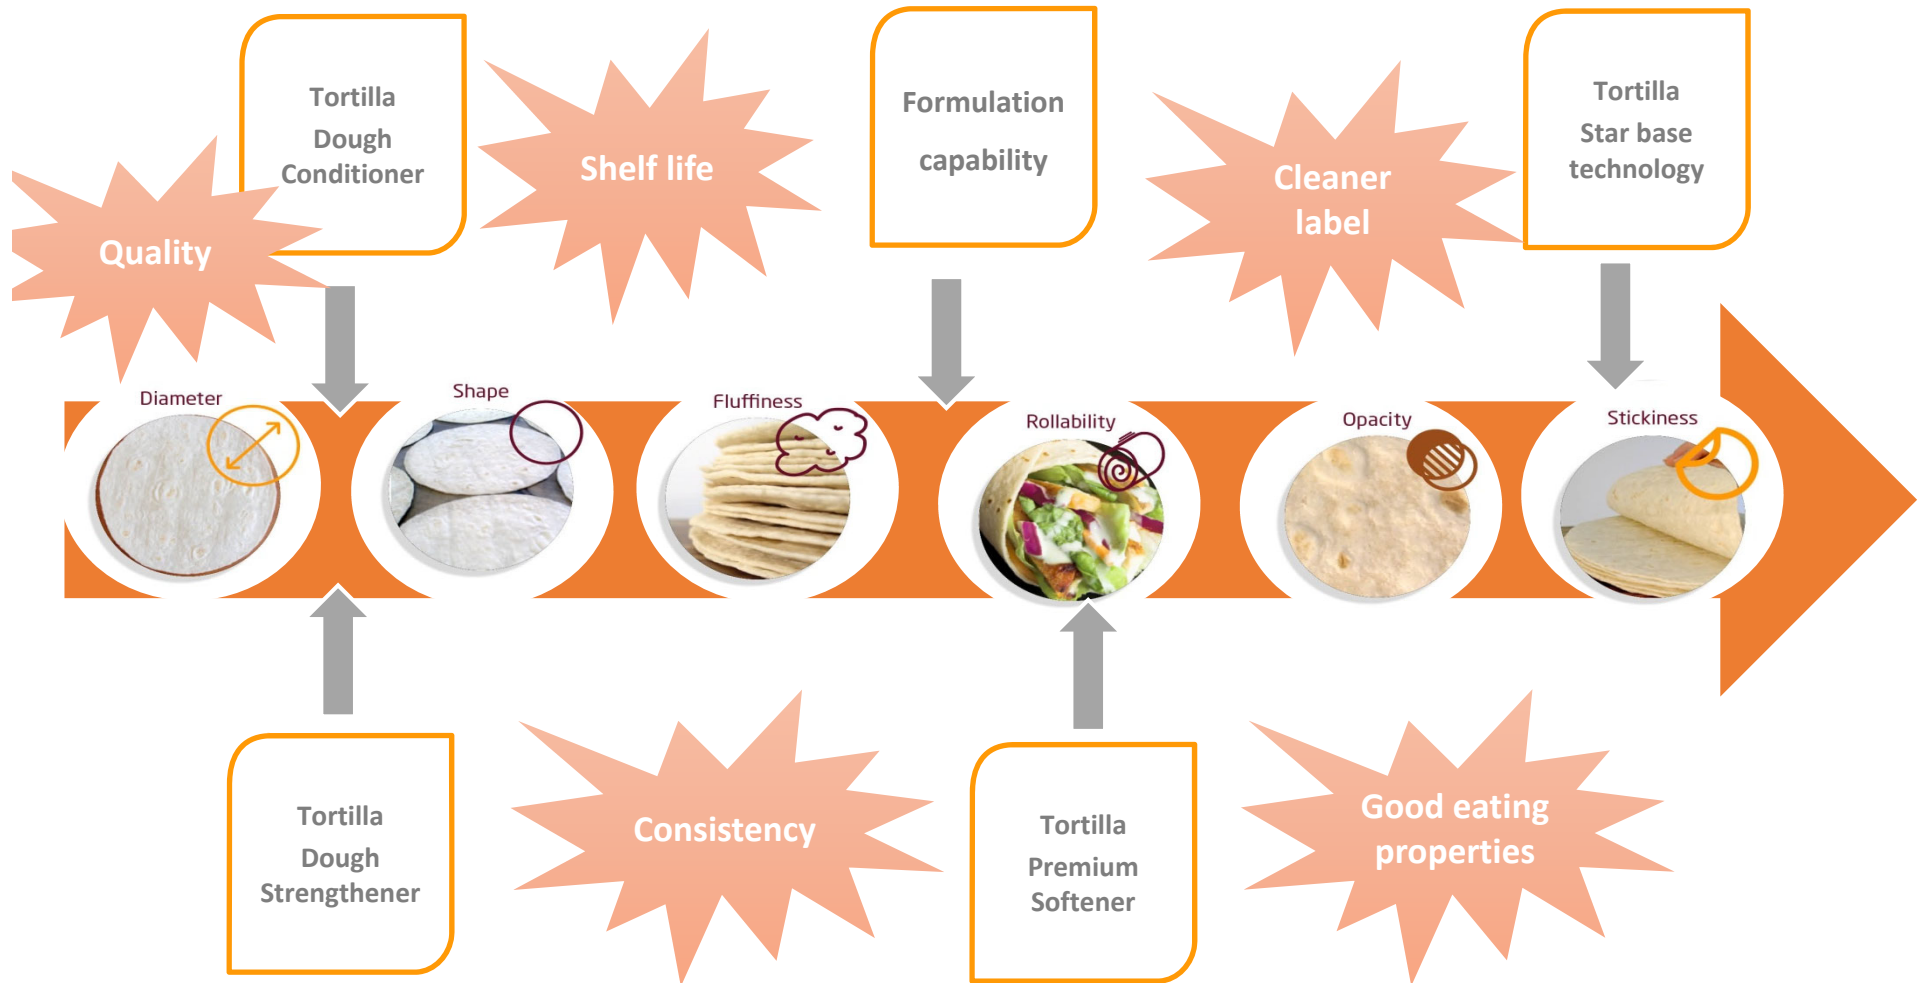 Tortilla
Dough
Conditioner
Quality
Shelf life
Formulation
capability
Cleaner
label
Tortilla
Star base
technology
Diameter
Shape
Fluffiness
Rollability
Opacity
Stickiness
Tortilla
Dough
Strengthener
Consistency
Tortilla
Premium
Softener
Good eating
properties